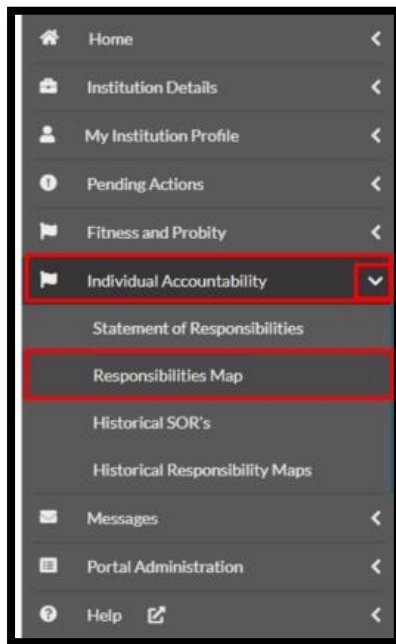 Home
Institution Details
My Institution Profile
Pending Actions
Fitness and Probity
Individual Accountability
Statement of Responsibilities
Responsibilities Map
Historical SOR's
Historical Responsibility Maps
Messages
Portal Administration
Help